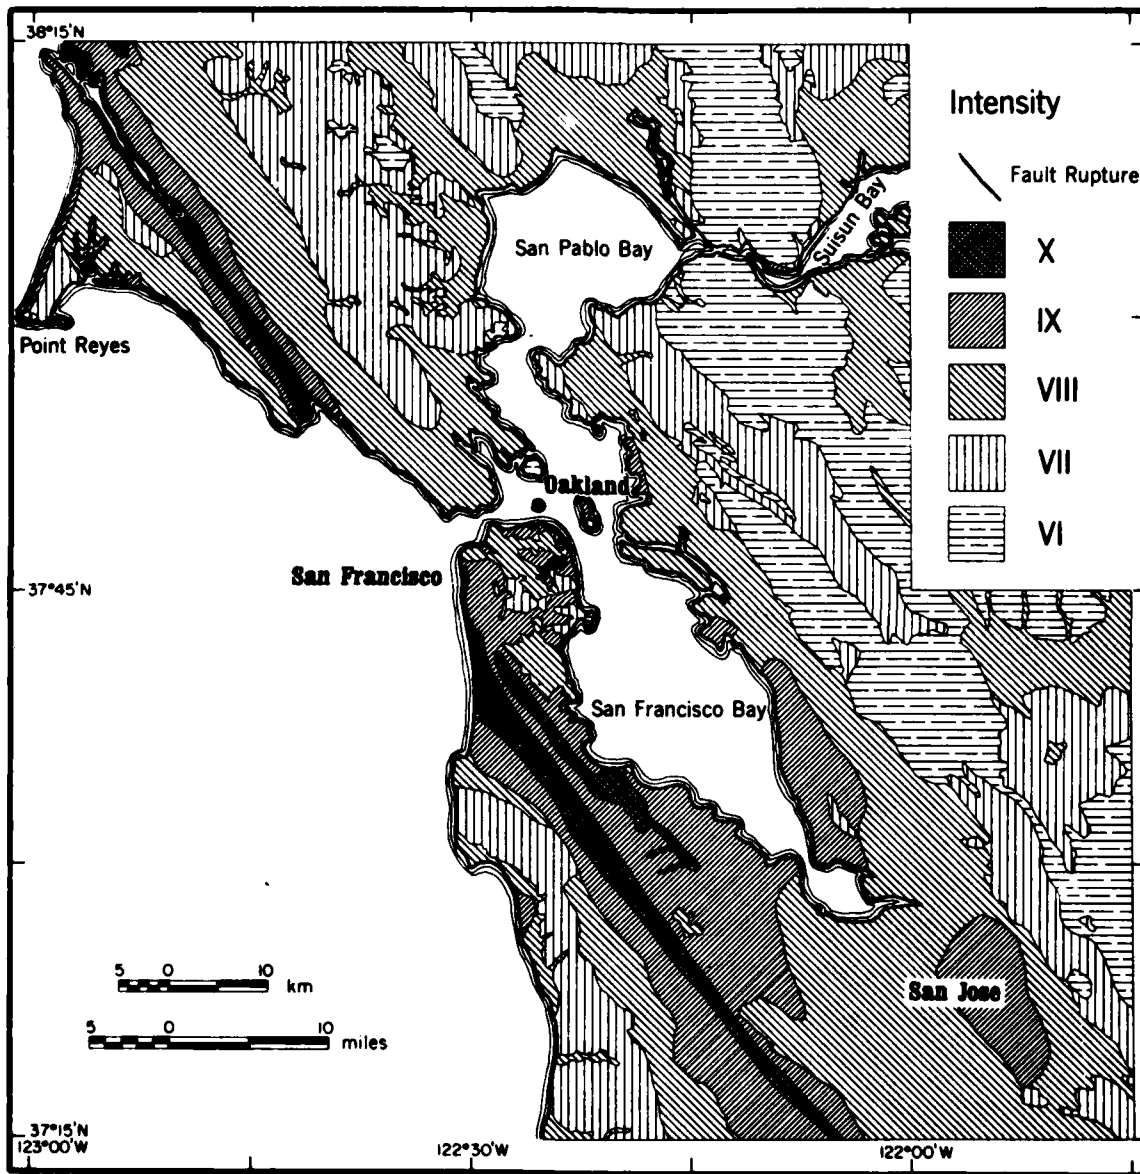 38°15'N
Intensity
Fault Rupture
X
IX
VIII
VII
VI
San Pablo Bay
Suisun Bay
Point Reyes
Oakland
San Francisco
37°45'N
San Francisco Bay
San Jose
5 0 10
km
5 0 10
miles
37°15'N
123°00'W
122°30'W
122°00'W